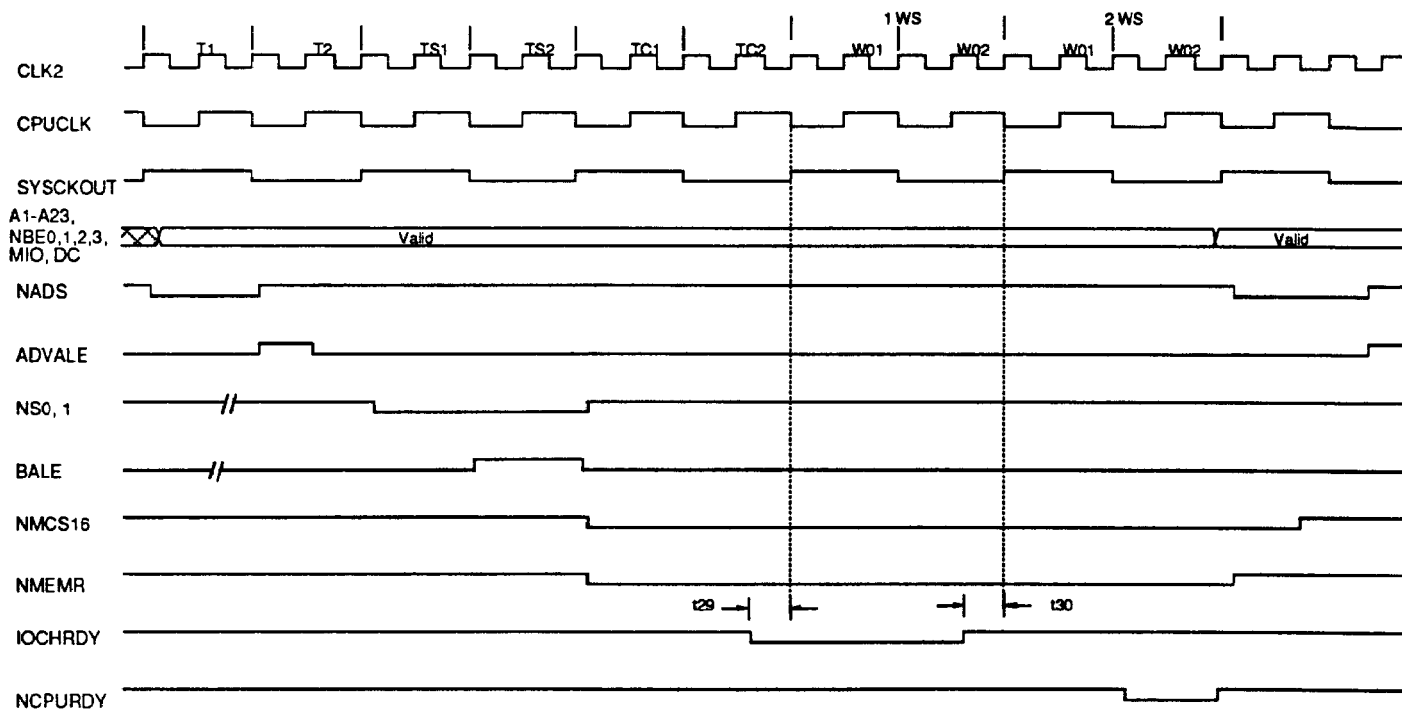 1 WS 2 WS
T1 T2 TS1 TS2 TC1 TC2 W01 W02 W01 W02
CLK2
CPUCLK
SYSCKOUT
A1-A23,
NBE0,1,2,3,
MIO, DC
Valid Valid
NADS
ADVALE
NS0, 1
BALE
NMCS16
NMEMR
t29 t30
IOCHRDY
NCPURDY